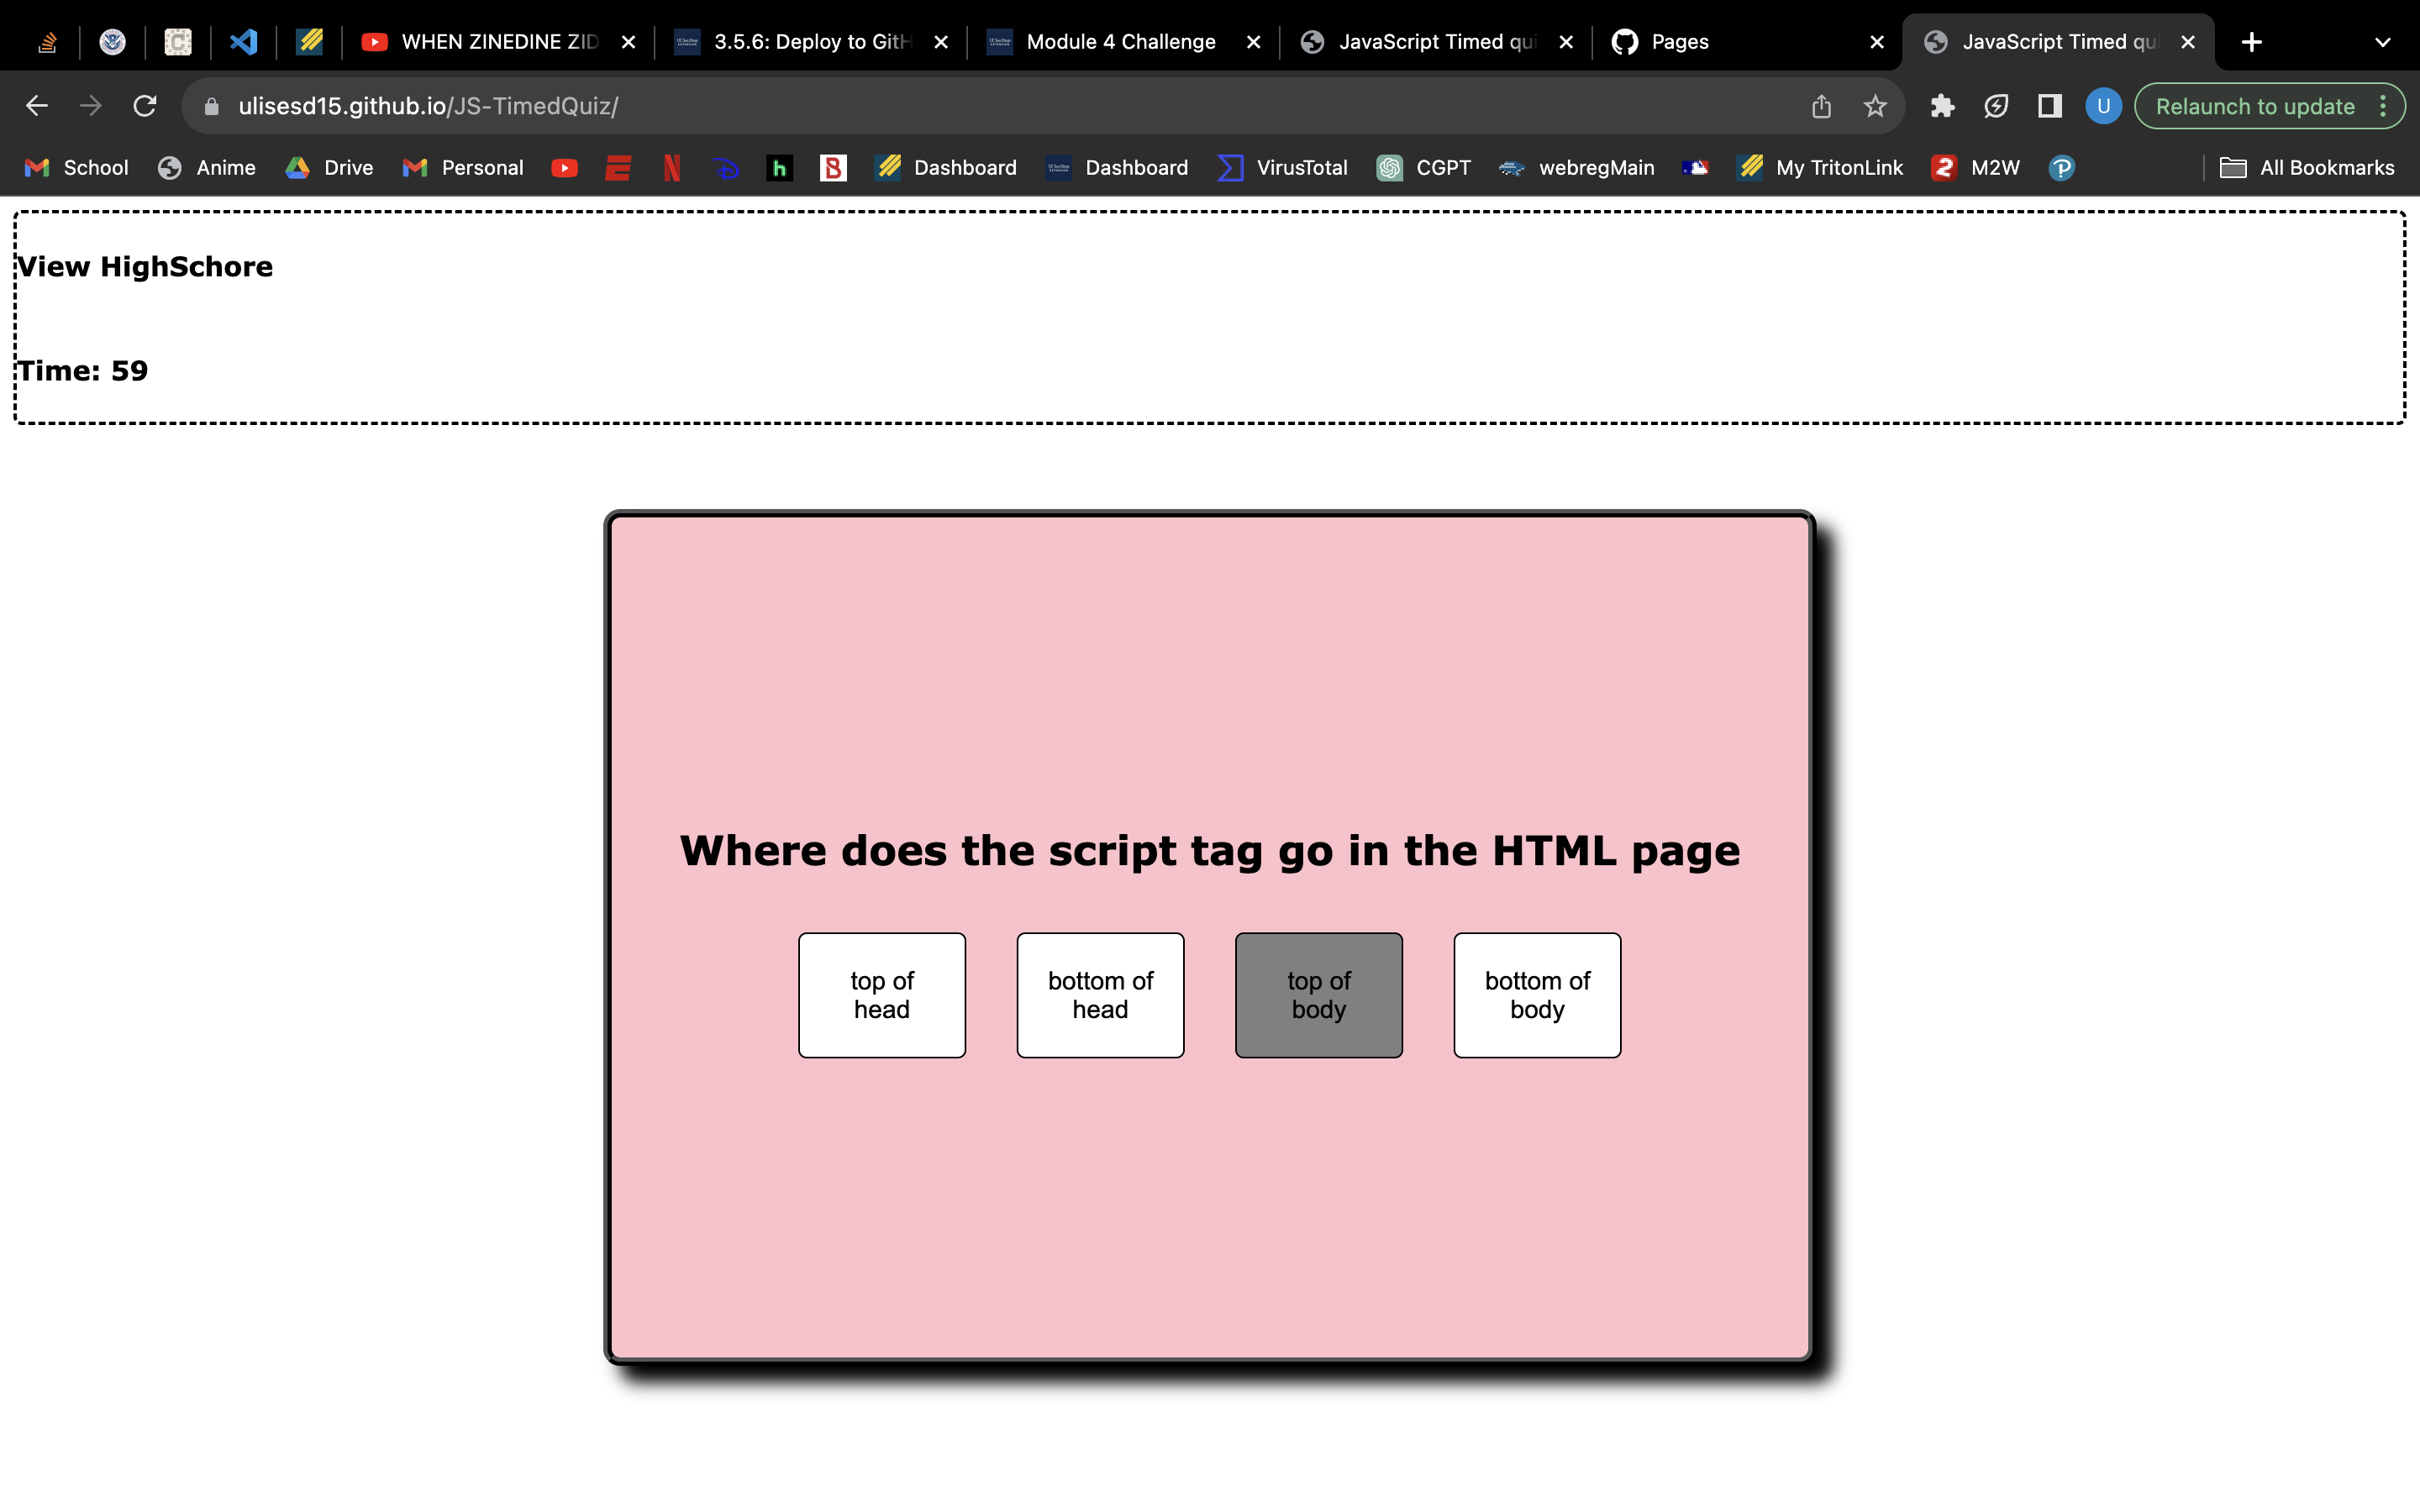 WHEN ZINEDINE ZID
3.5.6: Deploy to GitH
Module 4 Challenge
JavaScript Timed qui
Pages
JavaScript Timed qui
ulisesd15.github.io/JS-TimedQuiz/
U
Relaunch to update
School
Anime
Drive
Personal
h
B
Dashboard
Dashboard
VirusTotal
CGPT
webregMain
My TritonLink
2
M2W
All Bookmarks
View HighSchore
Time: 59
Where does the script tag go in the HTML page
top of
head
bottom of
head
top of
body
bottom of
body